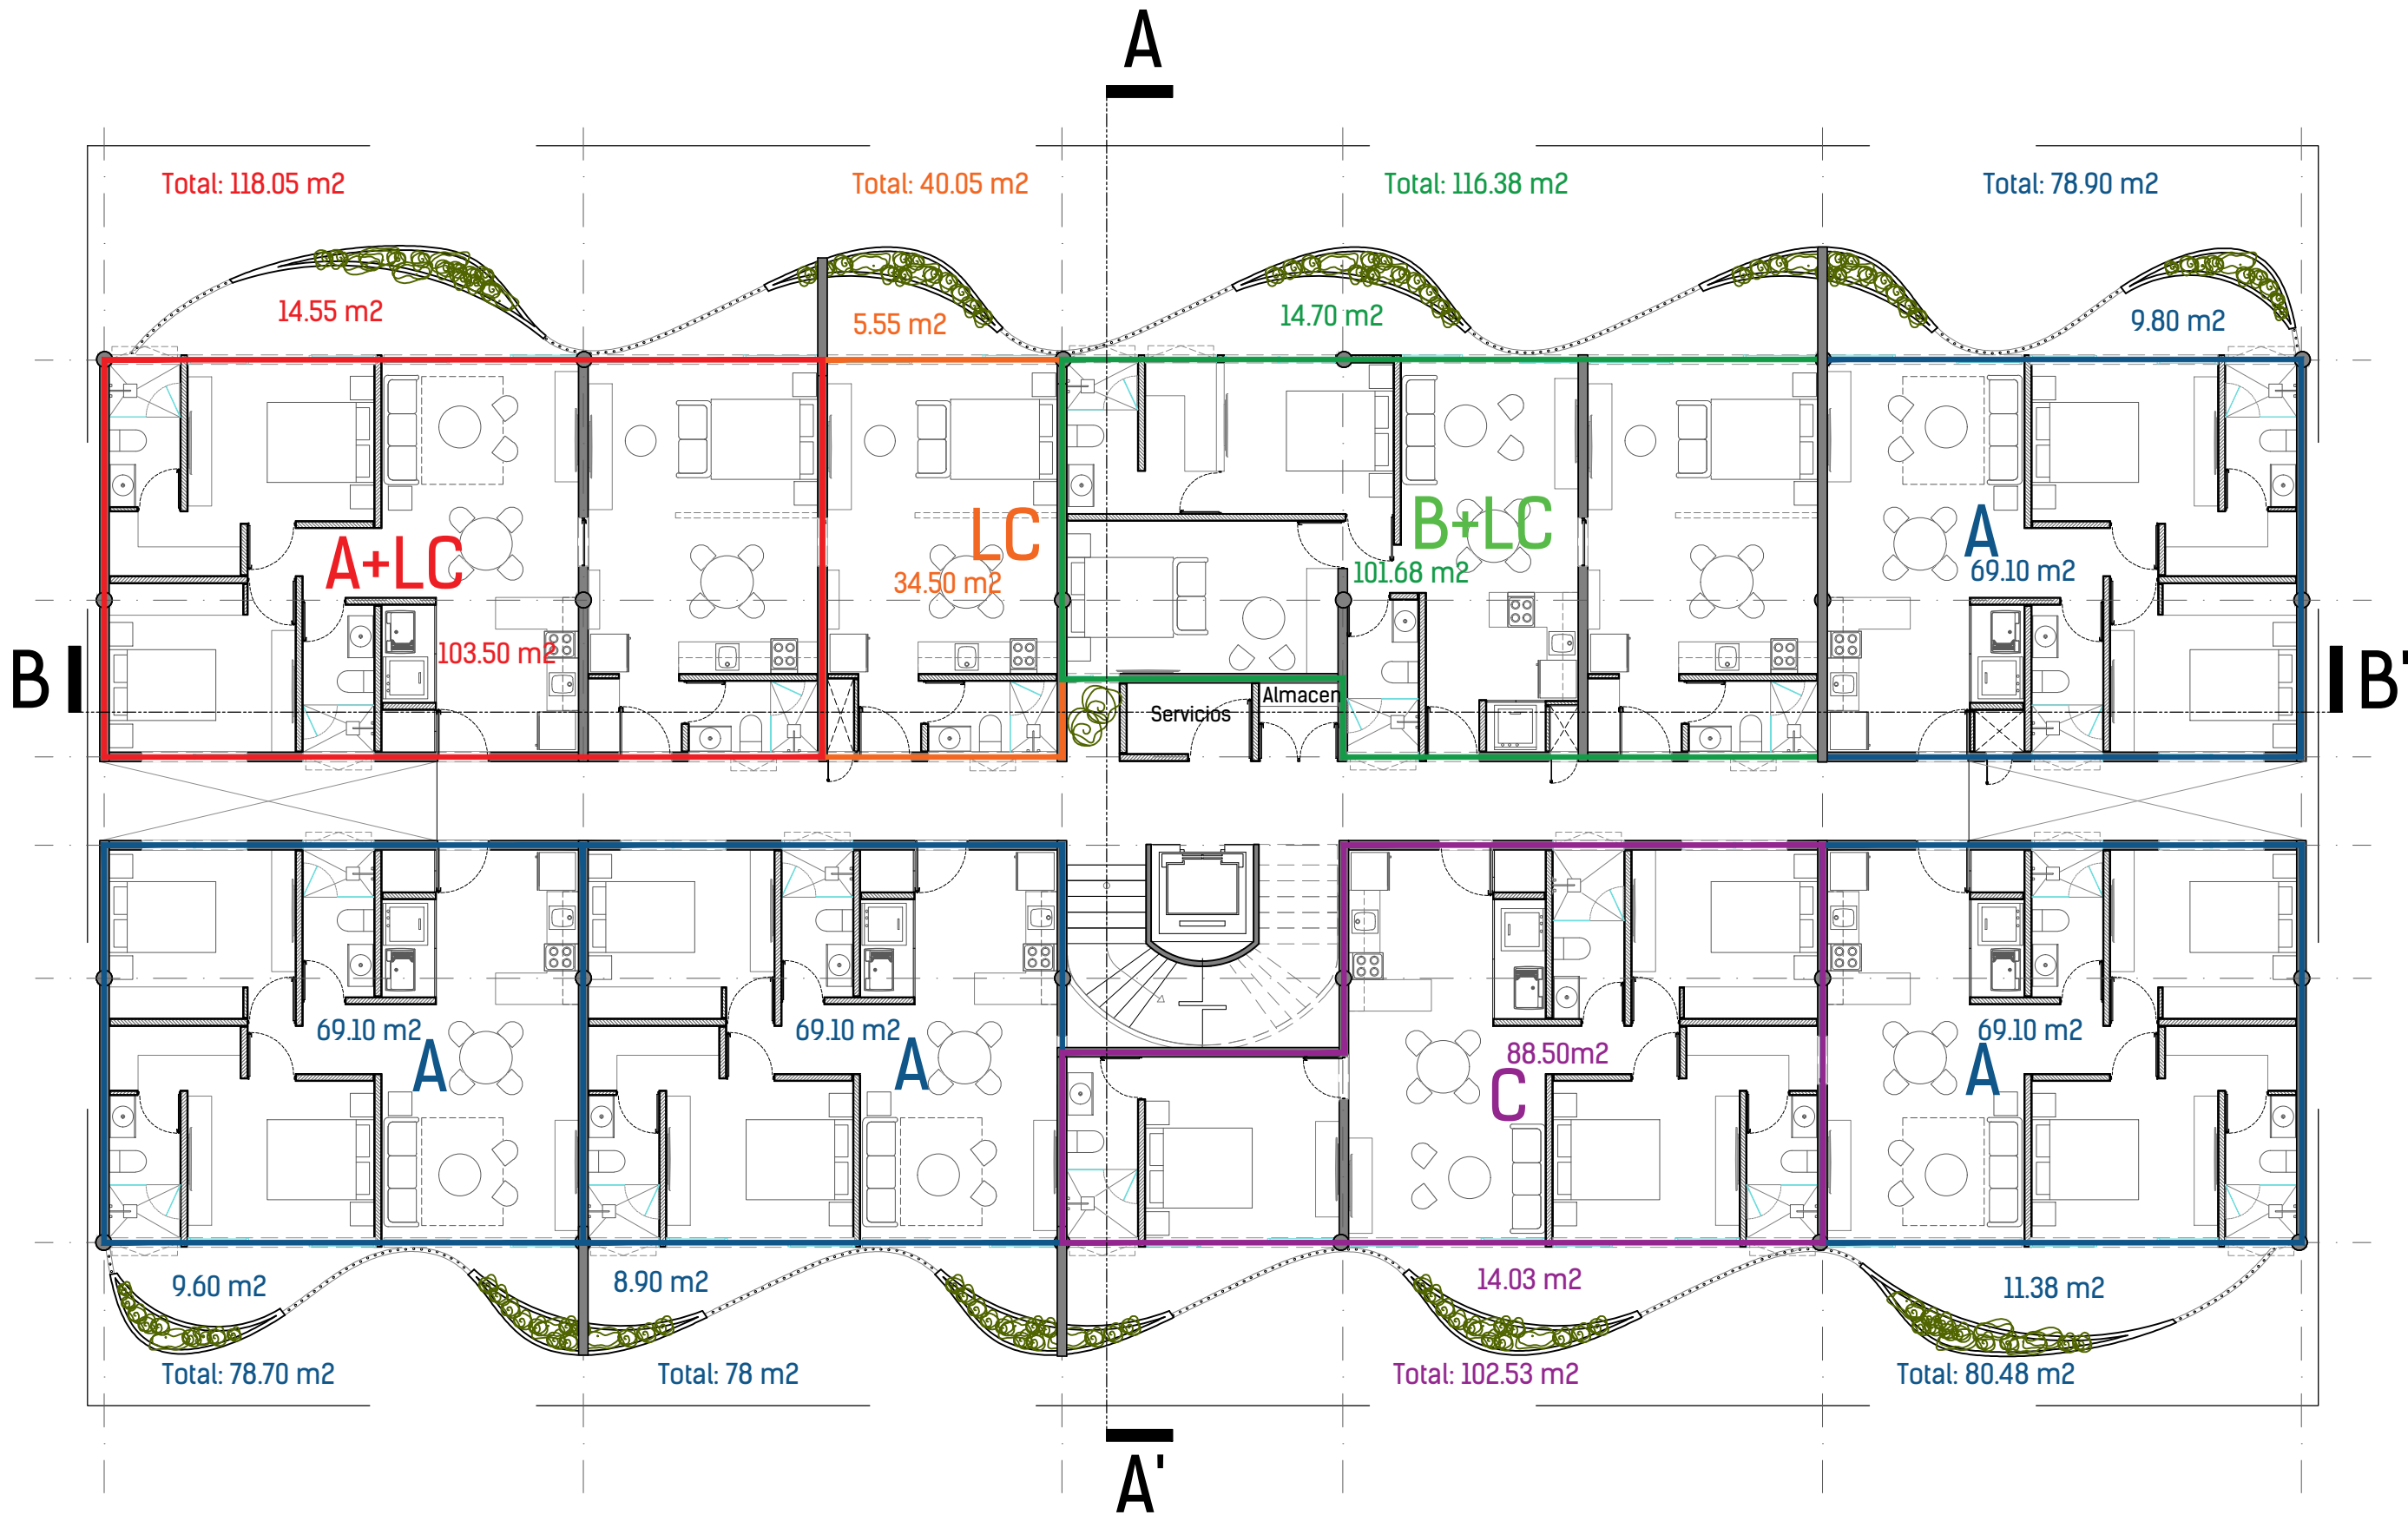 A
Total: 118.05 m2
Total: 40.05 m2
Total: 116.38 m2
Total: 78.90 m2
14.55 m2
5.55 m2
14.70 m2
9.80 m2
A+LC
LC
B+LC
A
34.50 m2
101.68 m2
69.10 m2
103.50 m2
B
B'
Servicios
Almacen
69.10 m2
69.10 m2
88.50m2
69.10 m2
A
A
C
A
9.60 m2
8.90 m2
14.03 m2
11.38 m2
Total: 78.70 m2
Total: 78 m2
Total: 102.53 m2
Total: 80.48 m2
A'